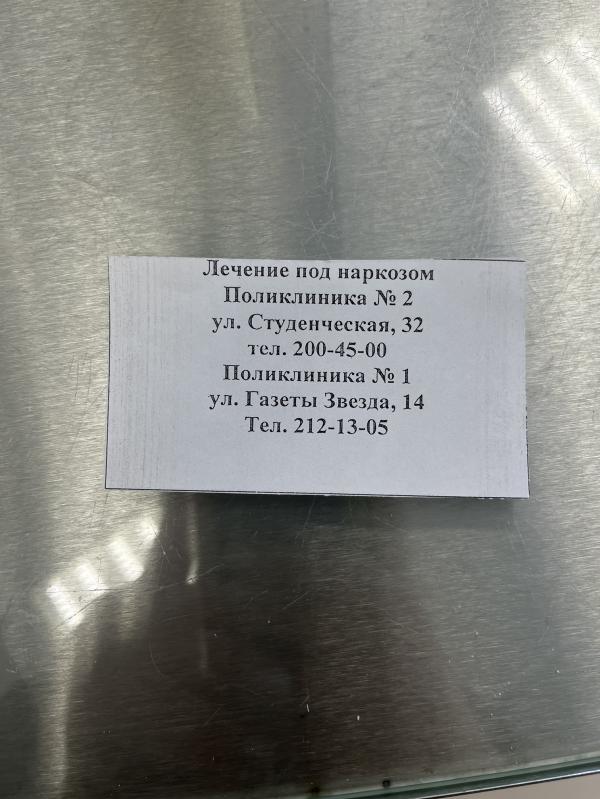 Лечение под наркозом
Поликлиника № 2
ул. Студенческая, 32
тел. 200-45-00
Поликлиника № 1
ул. Газеты Звезда, 14
Тел. 212-13-05